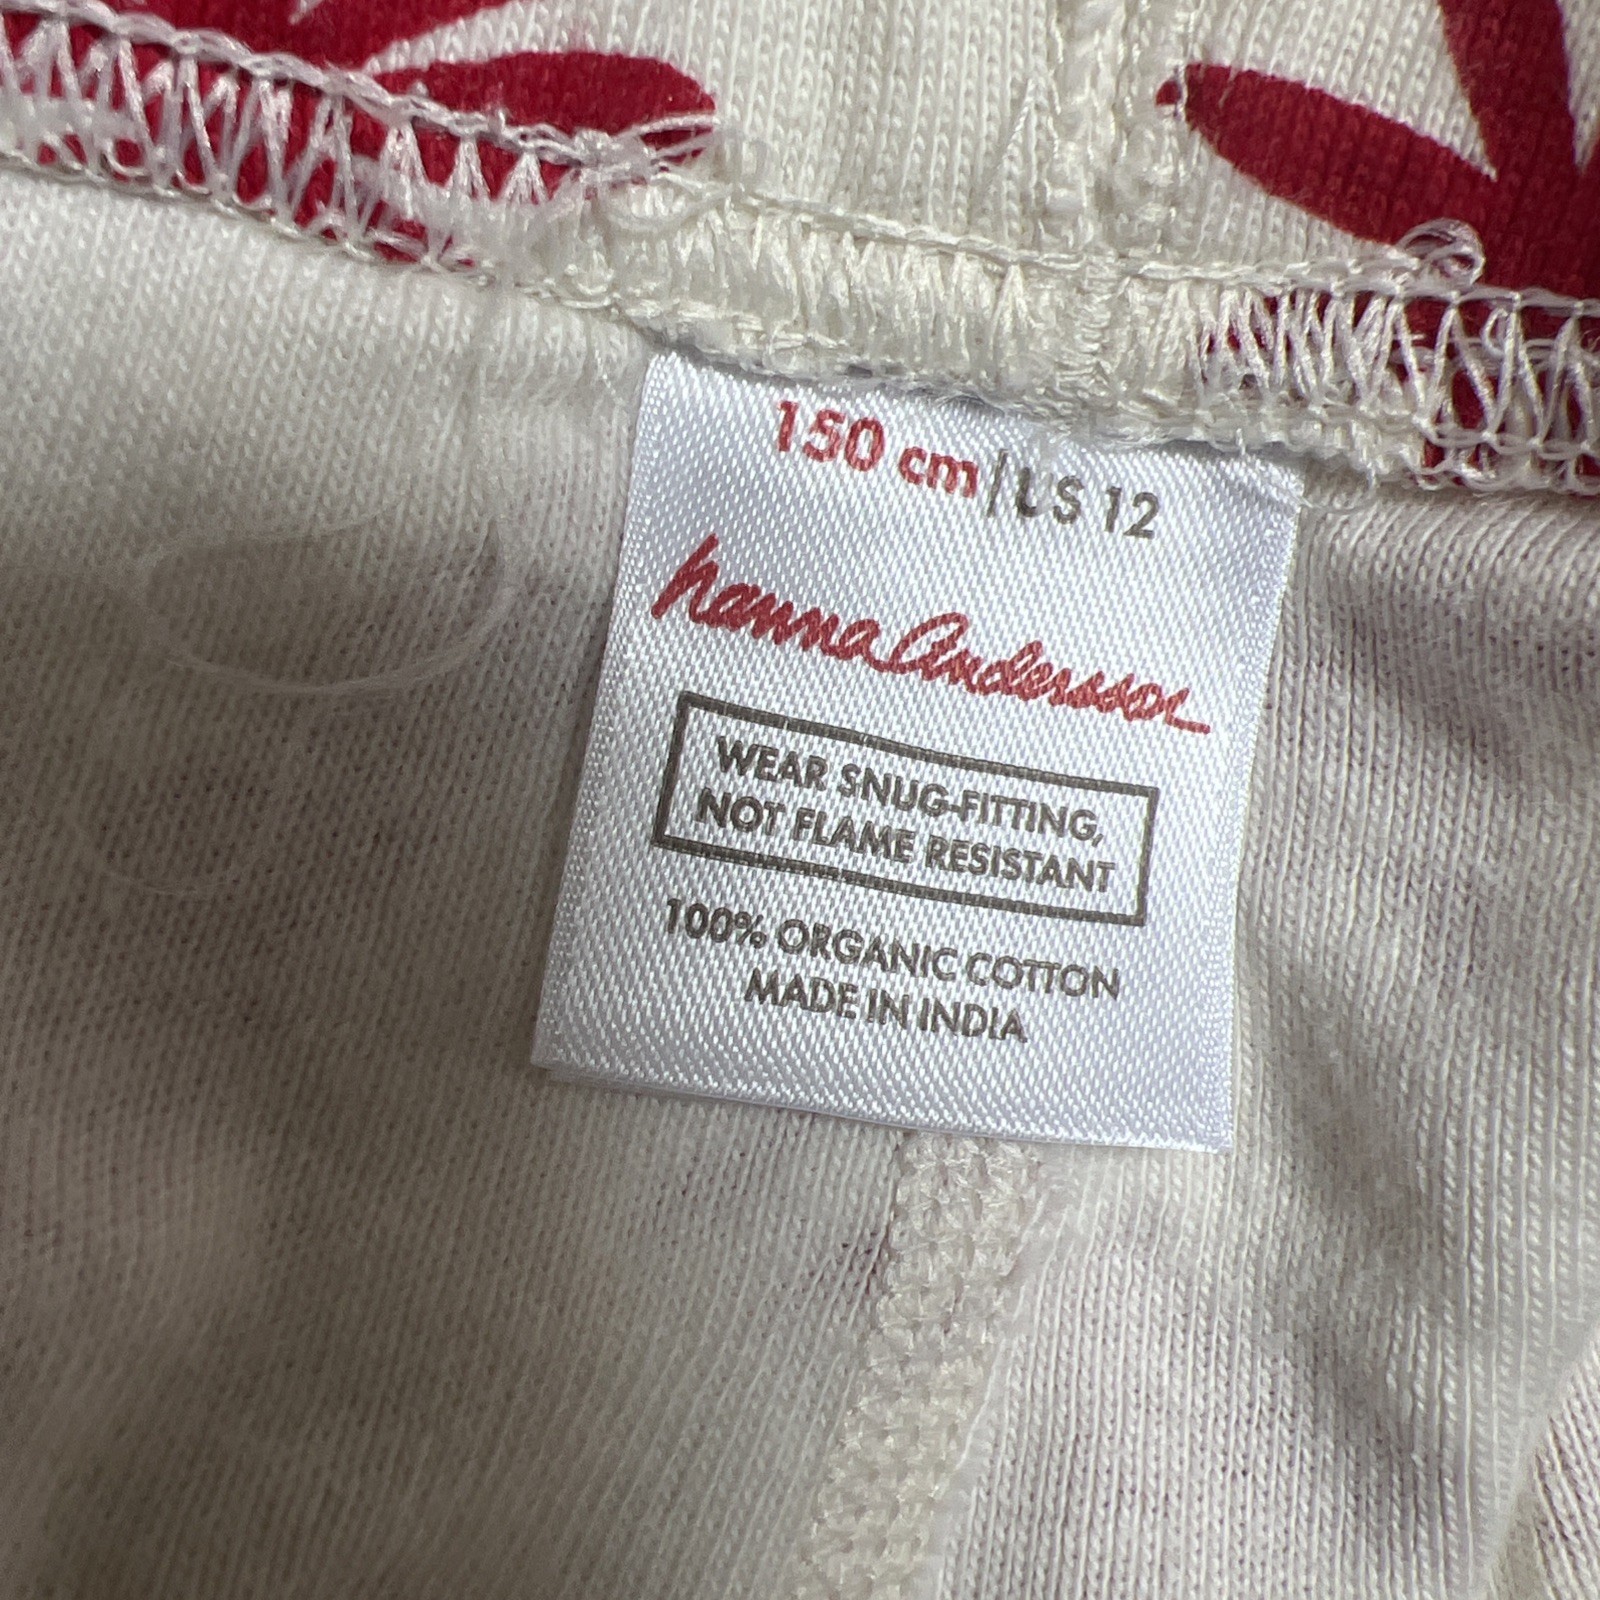 150 cm | US 12
hanna Andersson
WEAR SNUG-FITTING,
NOT FLAME RESISTANT
100% ORGANIC COTTON
MADE IN INDIA